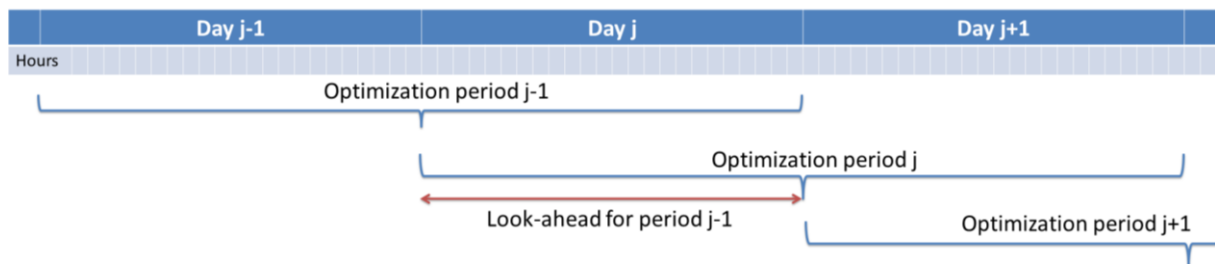 Day j-1 Day j Day j+1
Hours
Optimization period j-1
Optimization period j
Look-ahead for period j-1
Optimization period j+1